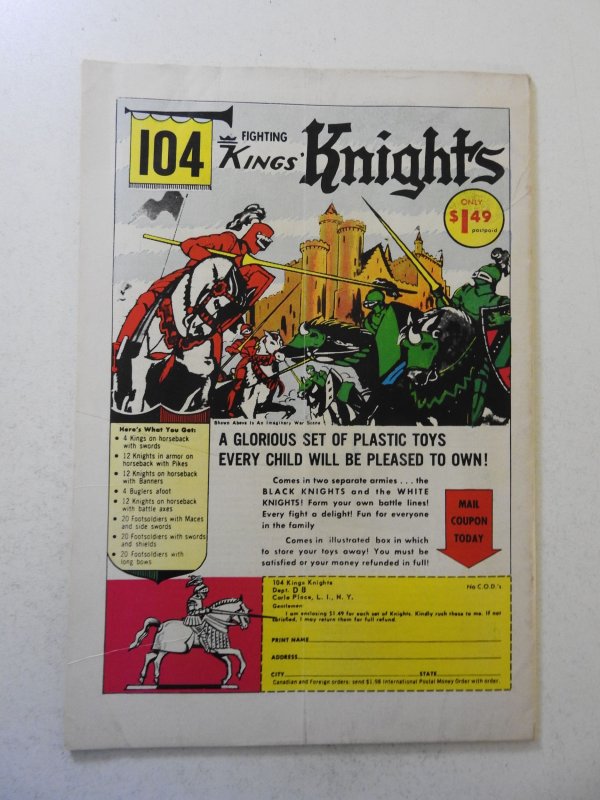 104
FIGHTING
KINGS' Knights
ONLY
$1.49
postpaid
Shown Above Is An Imaginary War Scene
Here's What You Get:
• 4 Kings on horseback
with swords
• 12 Knights in armor on
horseback with Pikes
• 12 Knights on horseback
with Banners
• 4 Buglers afoot
• 12 Knights on horseback
with battle axes
• 20 Footsoldiers with Maces
and side swords
• 20 Footsoldiers with swords
and shields
• 20 Footsoldiers with
long bows
A GLORIOUS SET OF PLASTIC TOYS
EVERY CHILD WILL BE PLEASED TO OWN!
Comes in two separate armies . . . the
BLACK KNIGHTS and the WHITE
KNIGHTS! Form your own battle lines!
Every fight a delight! Fun for everyone
in the family
Comes in illustrated box in which
to store your toys away! You must be
satisfied or your money refunded in full!
MAIL
COUPON
TODAY
104 Kings Knights
Dept. D B
Carle Place, L. I., N. Y.
No C.O.D.'s
Gentlemen
I am enclosing $1.49 for each set of Knights. Kindly rush these to me. If not
satisfied, I may return them for full refund.
PRINT NAME
ADDRESS
CITY STATE
Canadian and Foreign orders: send $1.98 International Postal Money Order with order.